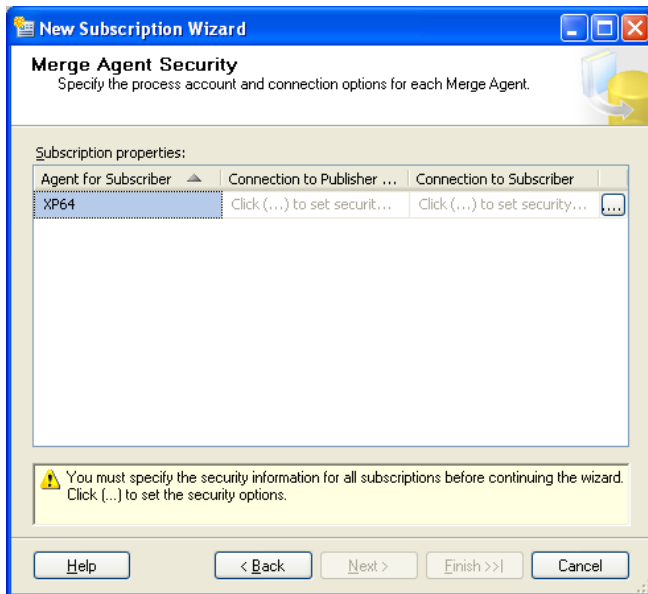 New Subscription Wizard
Merge Agent Security
Specify the process account and connection options for each Merge Agent.
Subscription properties:
Agent for Subscriber Connection to Publisher ... Connection to Subscriber
XP64 Click (...) to set securit... Click (...) to set security... ...
You must specify the security information for all subscriptions before continuing the wizard.
Click (...) to set the security options.
Help < Back Next > Finish >>| Cancel